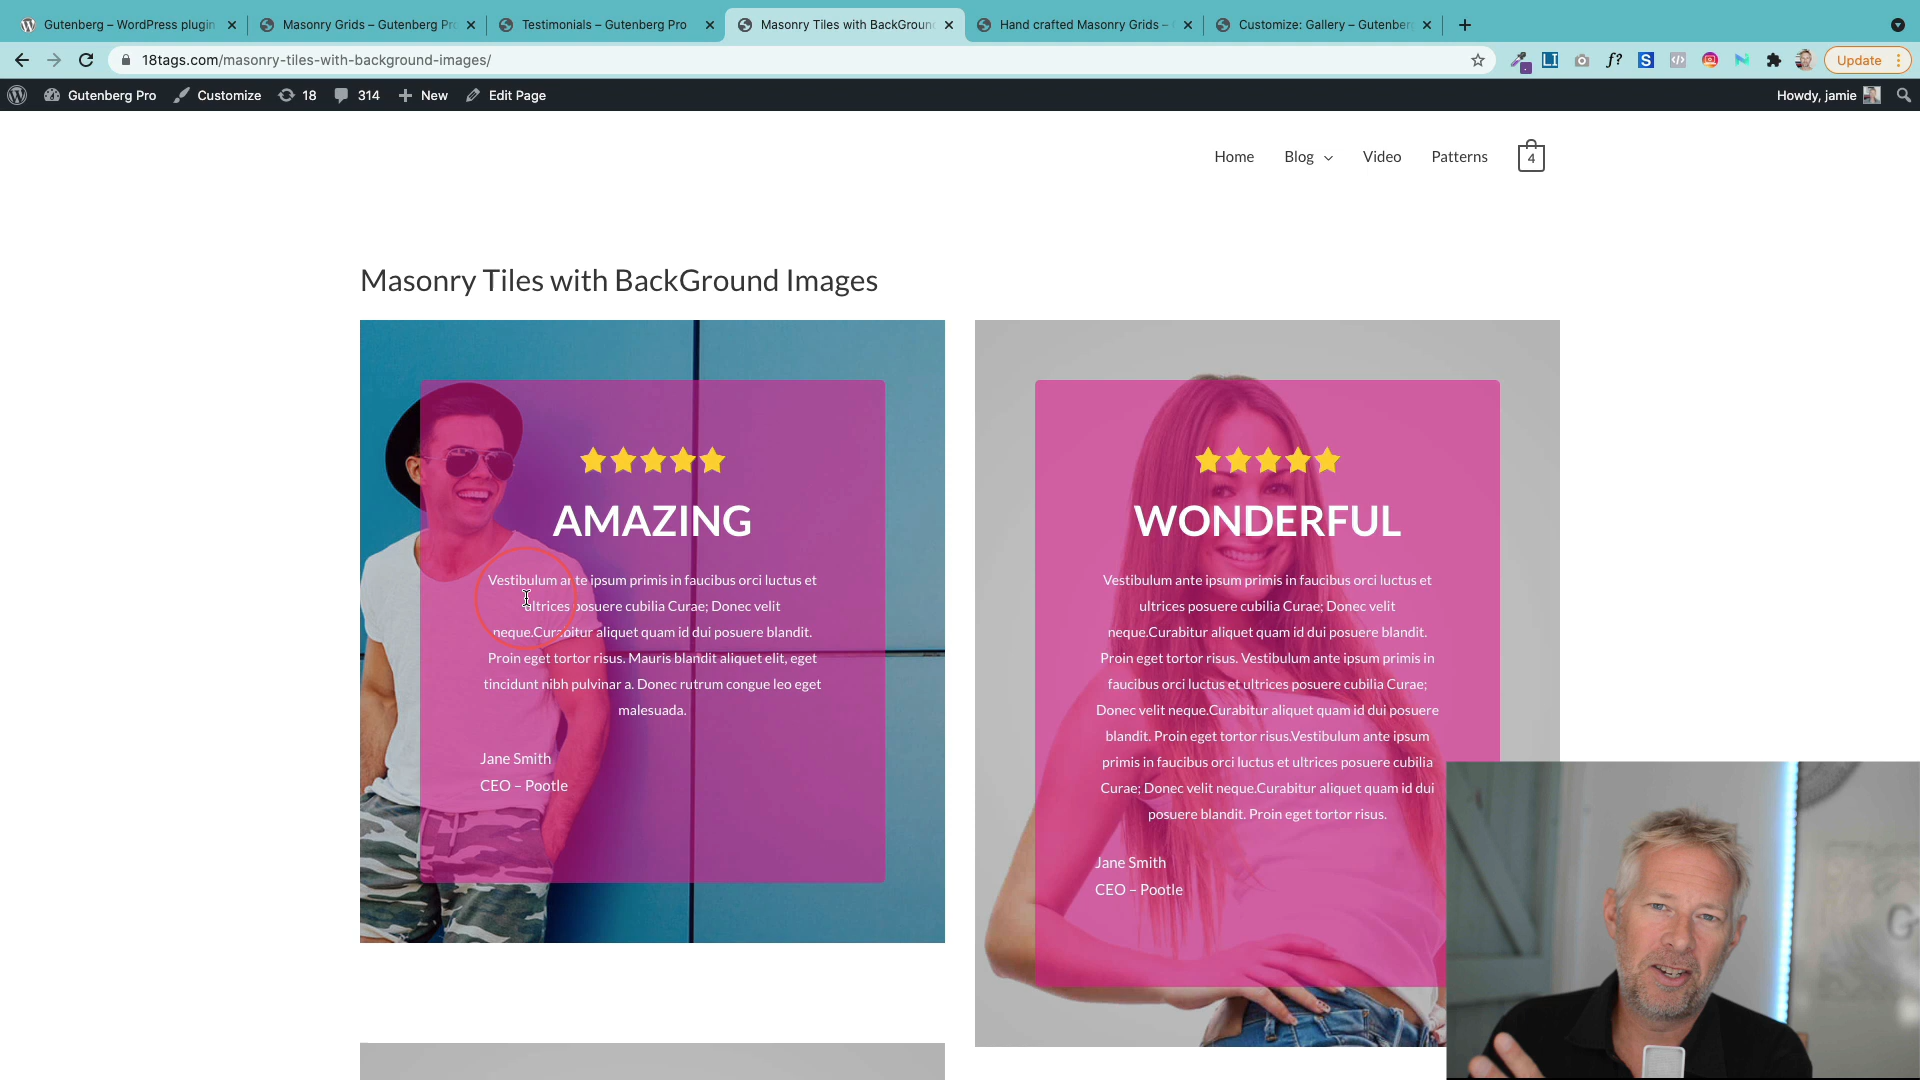 Gutenberg – WordPress plugin
Masonry Grids – Gutenberg Pr
Testimonials – Gutenberg Pro
Masonry Tiles with BackGroun
Hand crafted Masonry Grids –
Customize: Gallery – Gutenber
18tags.com/masonry-tiles-with-background-images/
f?
S
Update
Gutenberg Pro
Customize
18
314
New
Edit Page
Howdy, jamie
Home
Blog
Video
Patterns
4
Masonry Tiles with BackGround Images
AMAZING
Vestibulum ante ipsum primis in faucibus orci luctus et
ultrices posuere cubilia Curae; Donec velit
neque.Curabitur aliquet quam id dui posuere blandit.
Proin eget tortor risus. Mauris blandit aliquet elit, eget
tincidunt nibh pulvinar a. Donec rutrum congue leo eget
malesuada.
Jane Smith
CEO – Pootle
WONDERFUL
Vestibulum ante ipsum primis in faucibus orci luctus et
ultrices posuere cubilia Curae; Donec velit
neque.Curabitur aliquet quam id dui posuere blandit.
Proin eget tortor risus. Vestibulum ante ipsum primis in
faucibus orci luctus et ultrices posuere cubilia Curae;
Donec velit neque.Curabitur aliquet quam id dui posuere
blandit. Proin eget tortor risus.Vestibulum ante ipsum
primis in faucibus orci luctus et ultrices posuere cubilia
Curae; Donec velit neque.Curabitur aliquet quam id dui
posuere blandit. Proin eget tortor risus.
Jane Smith
CEO – Pootle